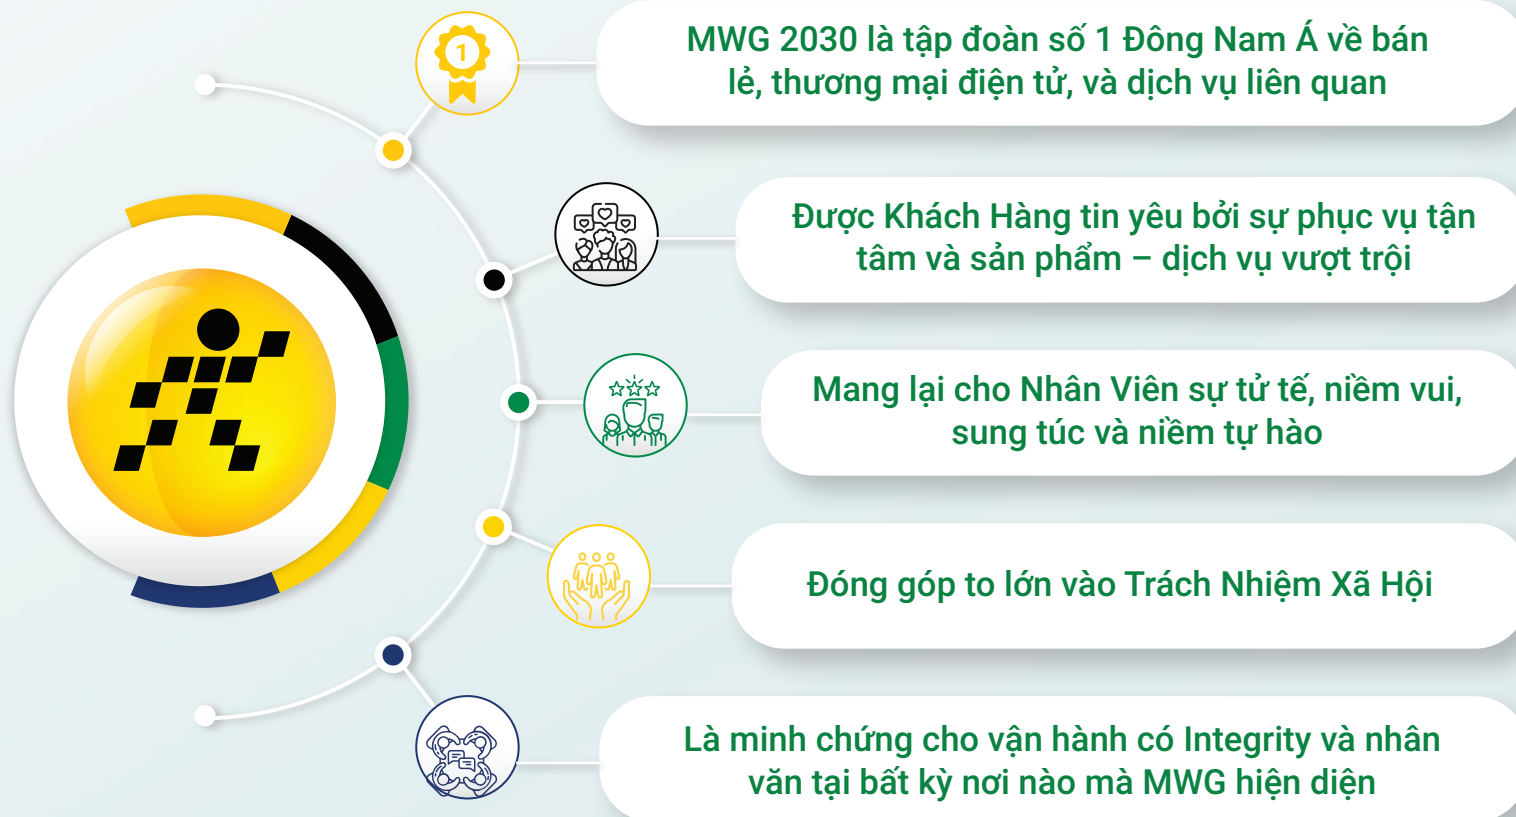 1
MWG 2030 là tập đoàn số 1 Đông Nam Á về bán
lẻ, thương mại điện tử, và dịch vụ liên quan
Được Khách Hàng tin yêu bởi sự phục vụ tận
tâm và sản phẩm – dịch vụ vượt trội
Mang lại cho Nhân Viên sự tử tế, niềm vui,
sung túc và niềm tự hào
Đóng góp to lớn vào Trách Nhiệm Xã Hội
Là minh chứng cho vận hành có Integrity và nhân
văn tại bất kỳ nơi nào mà MWG hiện diện